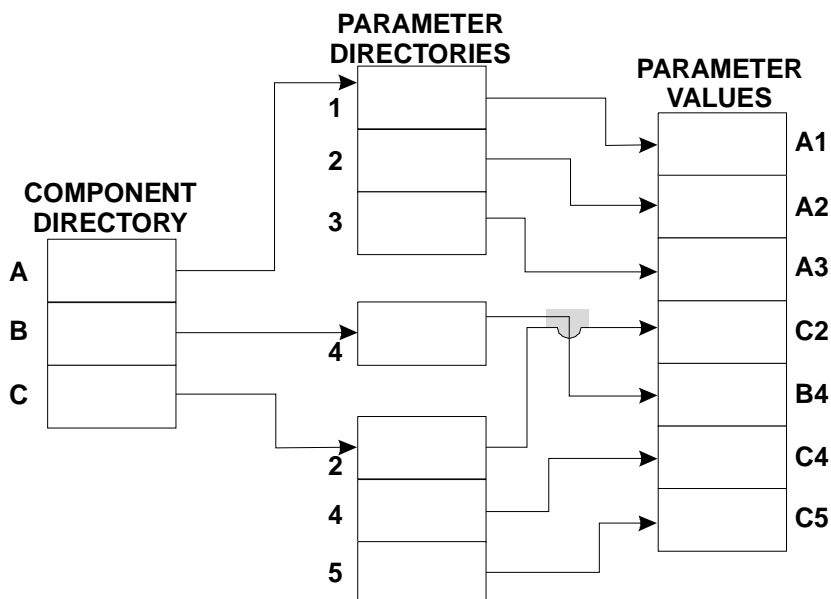 PARAMETER
DIRECTORIES
PARAMETER
VALUES
COMPONENT
DIRECTORY
1
2
3
4
2
4
5
A
B
C
A1
A2
A3
C2
B4
C4
C5